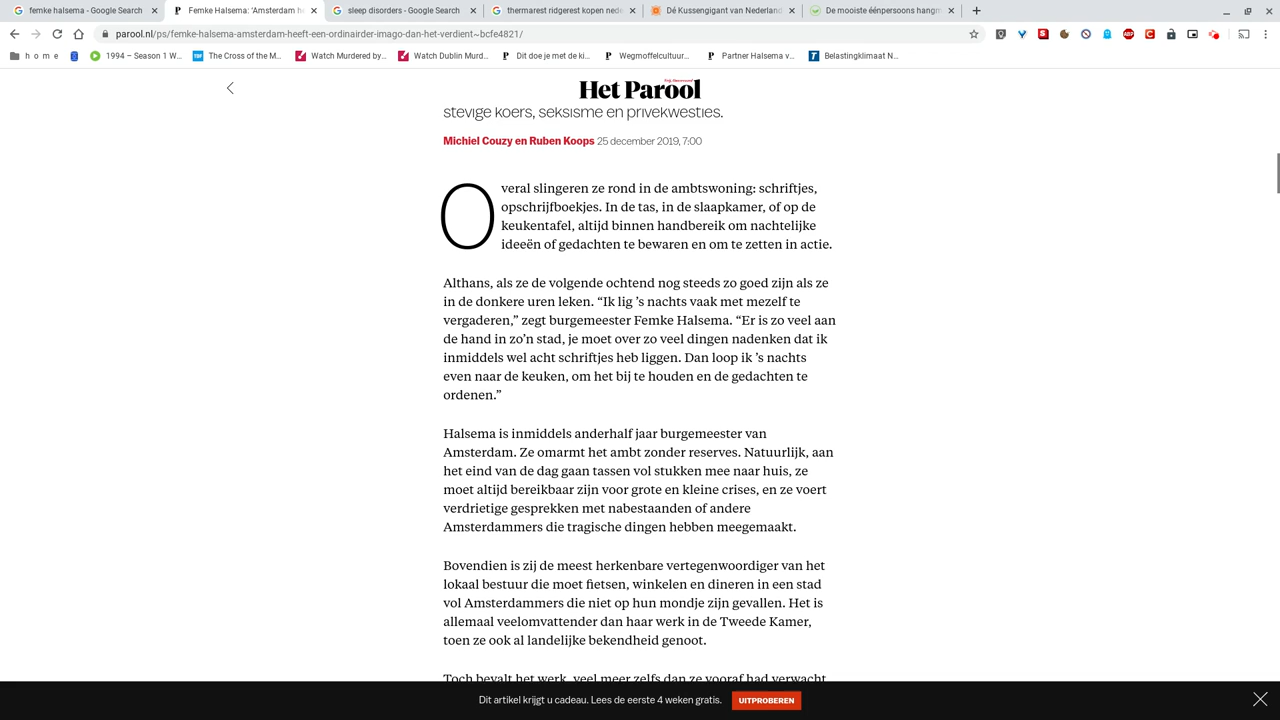 femke halsema - Google Search
Femke Halsema: 'Amsterdam he
sleep disorders - Google Search
thermarest ridgerest kopen nede
Dé Kussengigant van Nederland
De mooiste éénpersoons hangm
parool.nl/ps/femke-halsema-amsterdam-heeft-een-ordinairder-imago-dan-het-verdient~bcfe4821/
h o m e
1994 – Season 1 W...
The Cross of the M...
Watch Murdered by...
Watch Dublin Murd...
Dit doe je met de ki...
Wegmoffelcultuur...
Partner Halsema v...
Belastingklimaat N...
Het Parool
stevige koers, seksisme en privékwesties.
Michiel Couzy en Ruben Koops 25 december 2019, 7:00
Overal slingeren ze rond in de ambtswoning: schriftjes,
opschrijfboekjes. In de tas, in de slaapkamer, of op de
keukentafel, altijd binnen handbereik om nachtelijke
ideeën of gedachten te bewaren en om te zetten in actie.
Althans, als ze de volgende ochtend nog steeds zo goed zijn als ze
in de donkere uren leken. “Ik lig ’s nachts vaak met mezelf te
vergaderen,” zegt burgemeester Femke Halsema. “Er is zo veel aan
de hand in zo’n stad, je moet over zo veel dingen nadenken dat ik
inmiddels wel acht schriftjes heb liggen. Dan loop ik ’s nachts
even naar de keuken, om het bij te houden en de gedachten te
ordenen.”
Halsema is inmiddels anderhalf jaar burgemeester van
Amsterdam. Ze omarmt het ambt zonder reserves. Natuurlijk, aan
het eind van de dag gaan tassen vol stukken mee naar huis, ze
moet altijd bereikbaar zijn voor grote en kleine crises, en ze voert
verdrietige gesprekken met nabestaanden of andere
Amsterdammers die tragische dingen hebben meegemaakt.
Bovendien is zij de meest herkenbare vertegenwoordiger van het
lokaal bestuur die moet fietsen, winkelen en dineren in een stad
vol Amsterdammers die niet op hun mondje zijn gevallen. Het is
allemaal veelomvattender dan haar werk in de Tweede Kamer,
toen ze ook al landelijke bekendheid genoot.
Toch bevalt het werk, veel meer zelfs dan ze vooraf had verwacht
Dit artikel krijgt u cadeau. Lees de eerste 4 weken gratis. UITPROBEREN